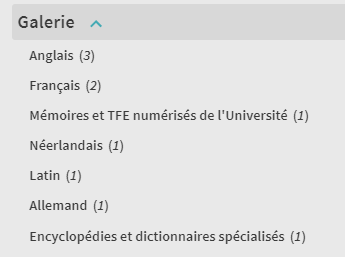 Galerie
Anglais (3)
Français (2)
Mémoires et TFE numérisés de l'Université (1)
Néerlandais (1)
Latin (1)
Allemand (1)
Encyclopédies et dictionnaires spécialisés (1)